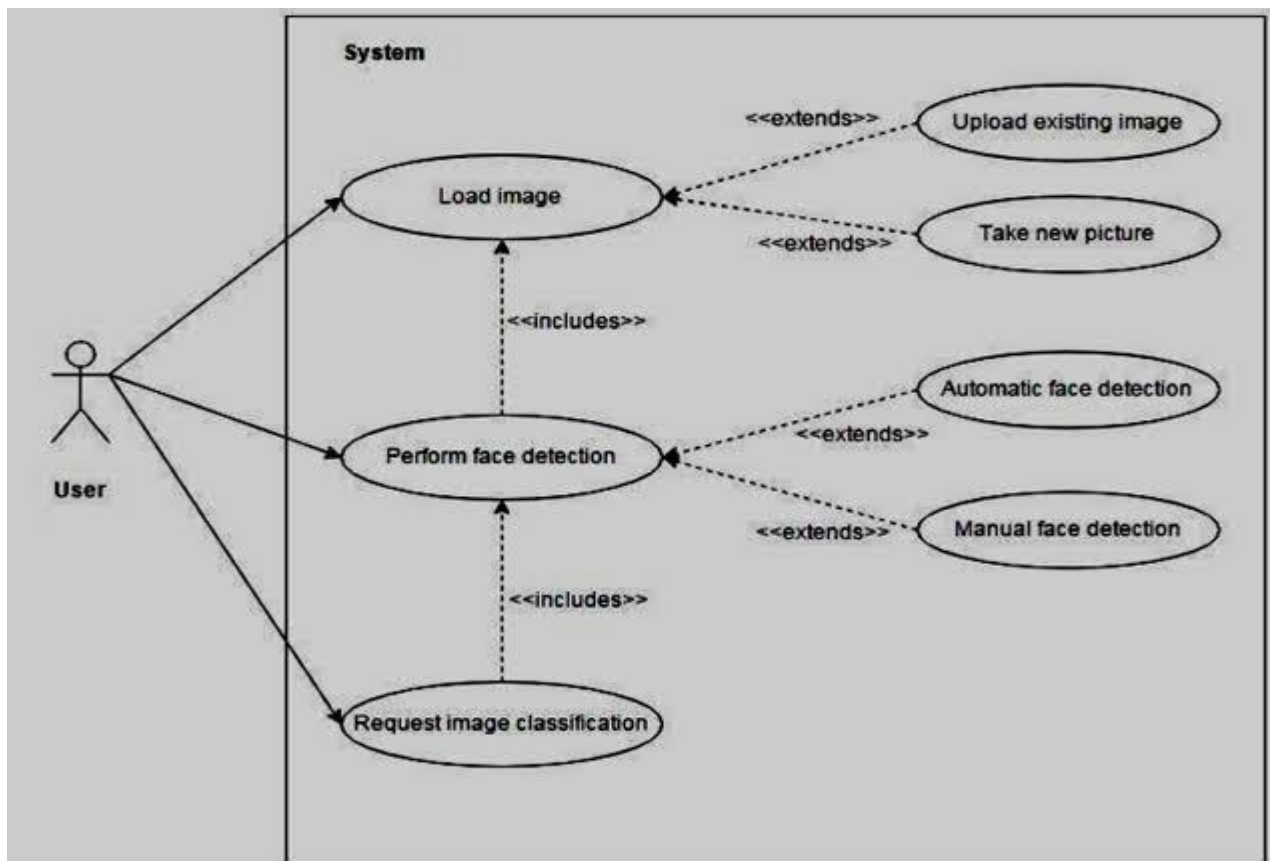 System
<<extends>>
Upload existing image
Load image
<<extends>>
Take new picture
<<includes>>
Automatic face detection
<<extends>>
Perform face detection
User
<<extends>>
Manual face detection
<<includes>>
Request image classification